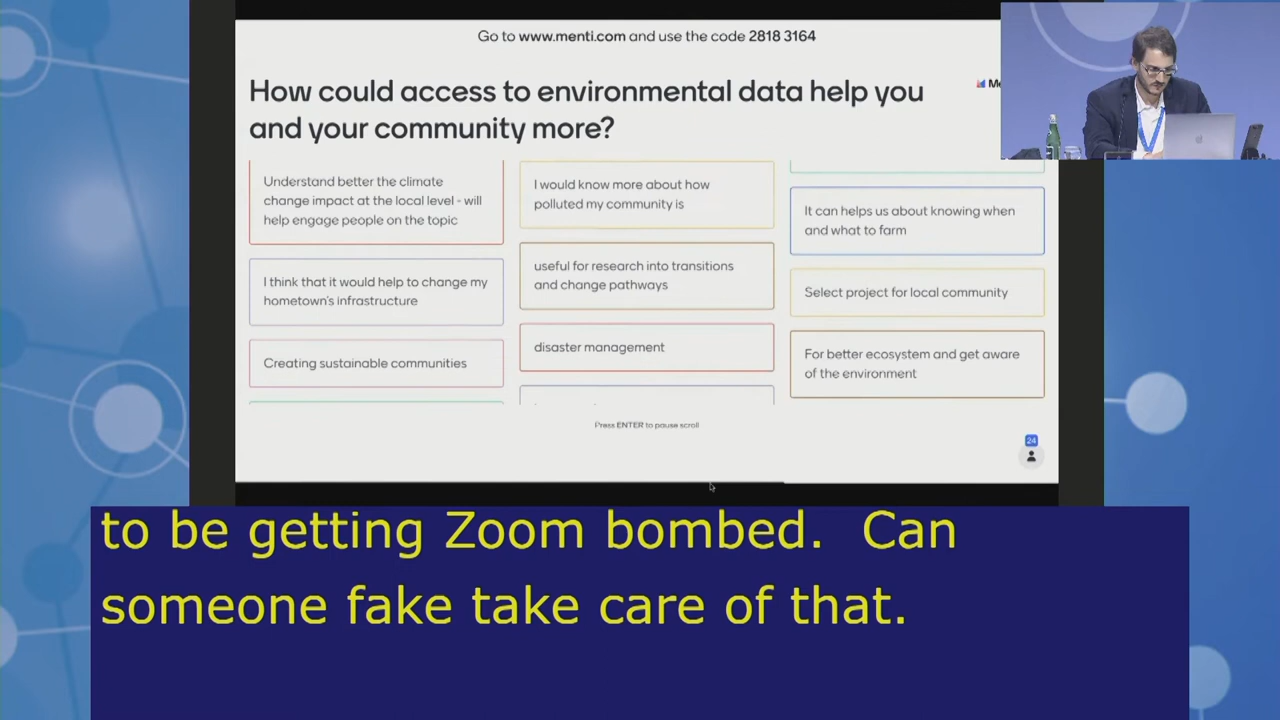 Go to www.menti.com and use the code 2818 3164
How could access to environmental data help you
and your community more?
Understand better the climate
change impact at the local level - will
help engage people on the topic
I think that it would help to change my
hometown's infrastructure
Creating sustainable communities
I would know more about how
polluted my community is
useful for research into transitions
and change pathways
disaster management
It can helps us about knowing when
and what to farm
Select project for local community
For better ecosystem and get aware
of the environment
Press ENTER to pause scroll
24
to be getting Zoom bombed. Can
someone fake take care of that.